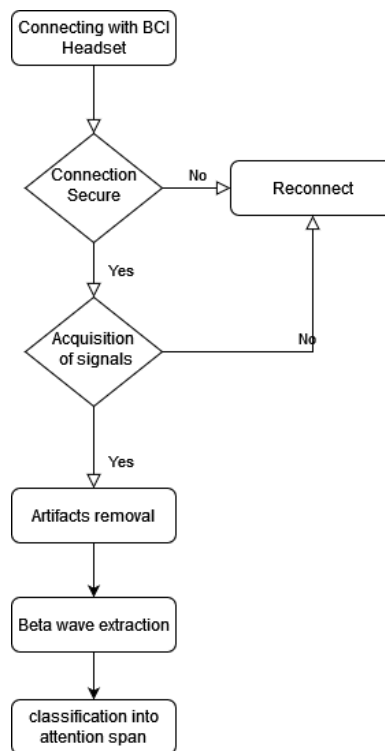 Connecting with BCI
Headset
Connection
Secure
No
Reconnect
Yes
Acquisition
of signals
No
Yes
Artifacts removal
Beta wave extraction
classification into
attention span